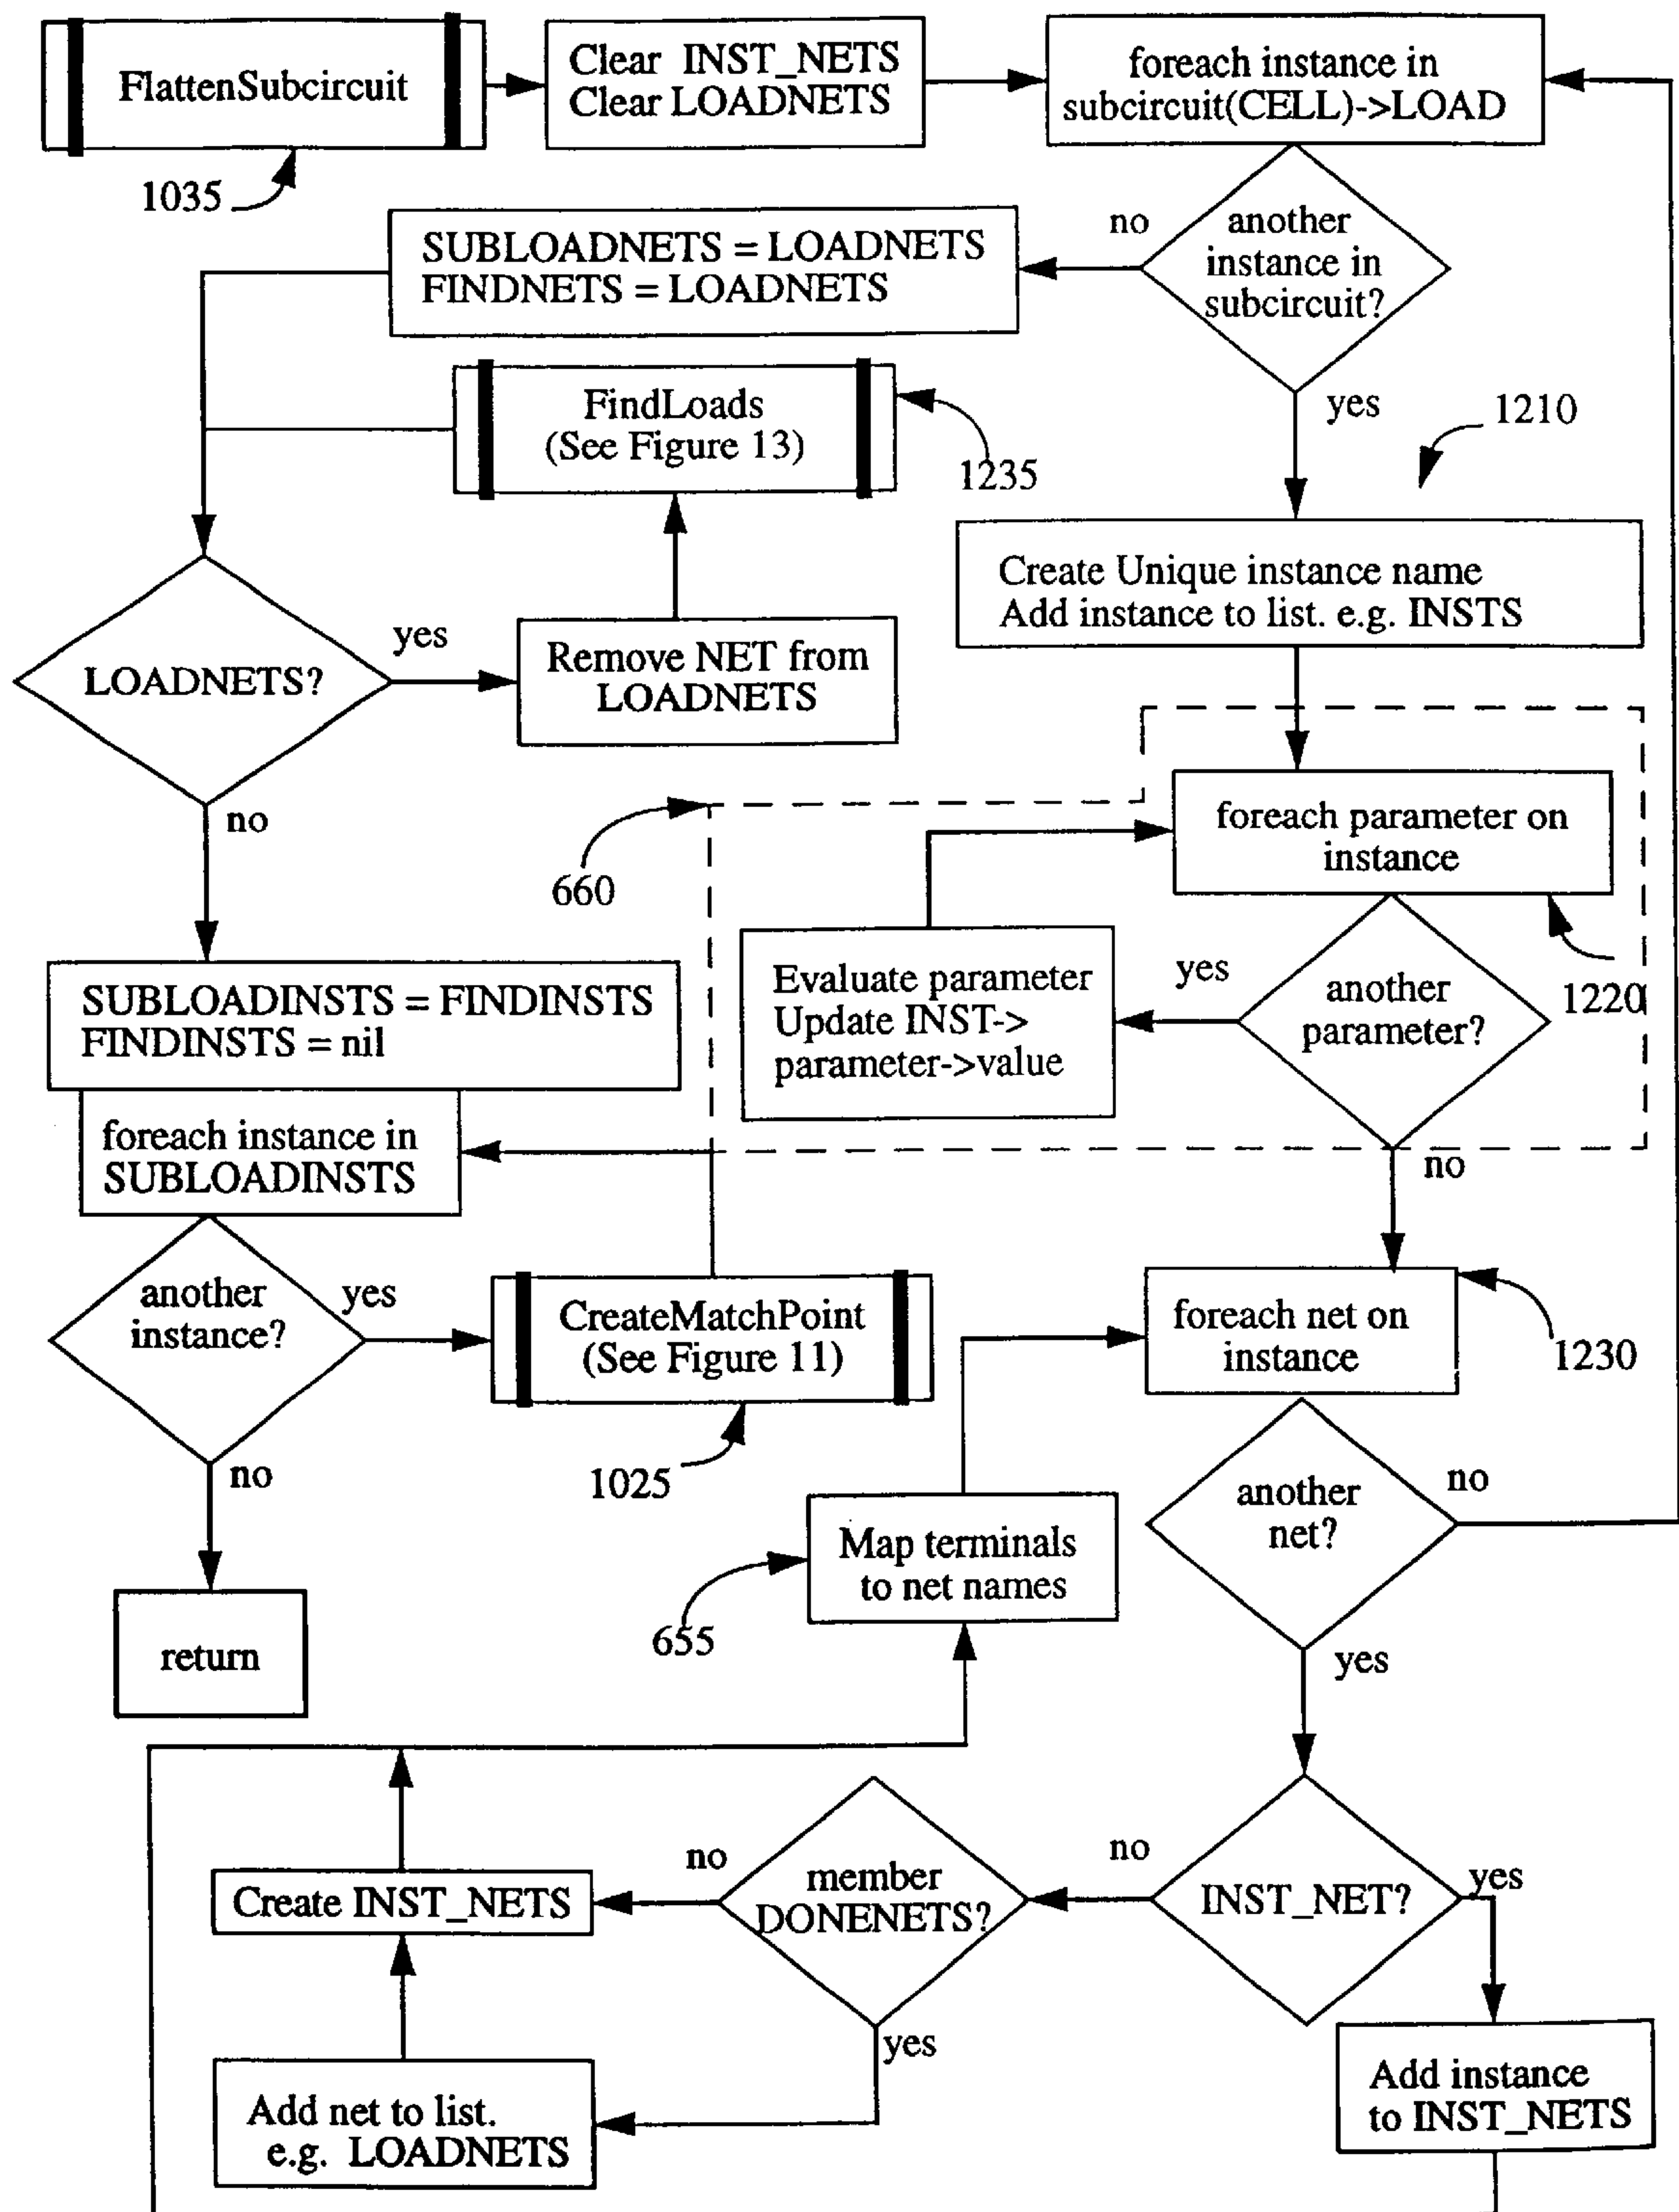 FlattenSubcircuit
Clear INST_NETS
Clear LOADNETS
foreach instance in
subcircuit(CELL)->LOAD
1035
no
another
instance in
subcircuit?
SUBLOADNETS = LOADNETS
FINDNETS = LOADNETS
yes
1210
FindLoads
(See Figure 13)
1235
Create Unique instance name
Add instance to list. e.g. INSTS
LOADNETS?
yes
Remove NET from
LOADNETS
no
660
foreach parameter on
instance
1220
another
parameter?
yes
Evaluate parameter
Update INST->
parameter->value
no
SUBLOADINSTS = FINDINSTS
FINDINSTS = nil
foreach instance in
SUBLOADINSTS
another
instance?
yes
CreateMatchPoint
(See Figure 11)
1025
no
return
foreach net on
instance
1230
another
net?
no
yes
Map terminals
to net names
655
INST_NET?
no
yes
member
DONENETS?
no
yes
Create INST_NETS
Add net to list.
e.g. LOADNETS
Add instance
to INST_NETS